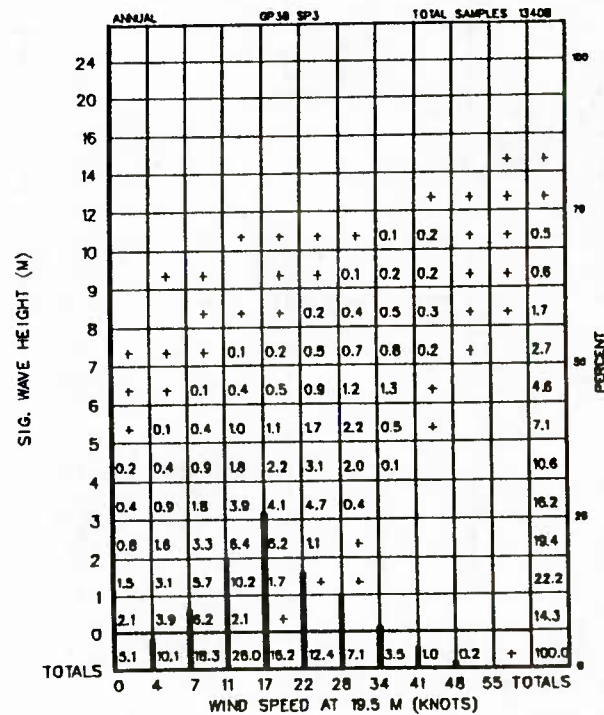 ANNUAL GP38 SP3 TOTAL SAMPLES 13408
24 100
20
16
+ +
14
+ + + +
12
+ + + + 0.1 0.2 + + 0.5
10
+ + + + 0.1 0.2 0.2 + + 0.6
9
+ + + 0.2 0.4 0.5 0.3 + + 1.7
8
+ + + 0.1 0.2 0.5 0.7 0.8 0.2 + 2.7
7 50
+ + 0.1 0.4 0.5 0.9 1.2 1.3 + 4.6
6
+ 0.1 0.4 1.0 1.1 1.7 2.2 0.5 + 7.1
5
0.2 0.4 0.9 1.8 2.2 3.1 2.0 0.1 10.6
4
0.4 0.9 1.8 3.9 4.1 4.7 0.4 16.2
3 25
0.8 1.6 3.3 6.4 6.2 1.1 + 19.4
2
1.5 3.1 5.7 10.2 1.7 + + 22.2
1
2.1 3.9 6.2 2.1 + 14.3
0
5.1 10.1 18.3 26.0 16.2 12.4 7.1 3.5 1.0 0.2 + 100.0
TOTALS 0
0 4 7 11 17 22 28 34 41 48 55 TOTALS
WIND SPEED AT 19.5 M (KNOTS)
SIG. WAVE HEIGHT (M)
PERCENT